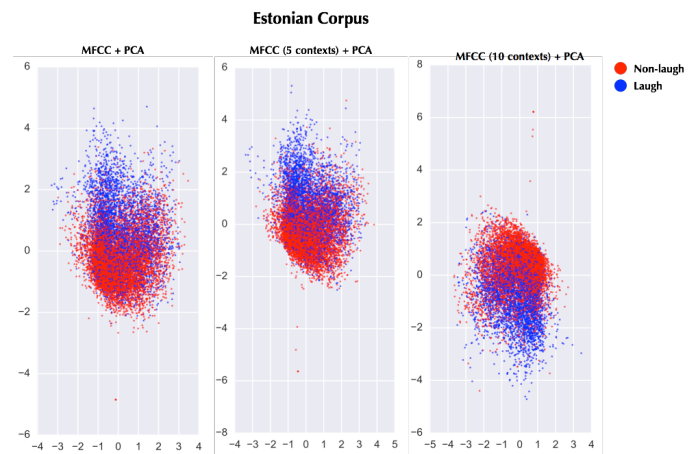 Estonian Corpus
MFCC + PCA
MFCC (5 contexts) + PCA
MFCC (10 contexts) + PCA
Non-laugh
Laugh
6
4
2
0
−2
−4
−6
−4 −3 −2 −1 0 1 2 3 4
6
4
2
0
−2
−4
−6
−8
−4 −3 −2 −1 0 1 2 3 4 5
8
6
4
2
0
−2
−4
−6
−5 −4 −3 −2 −1 0 1 2 3 4